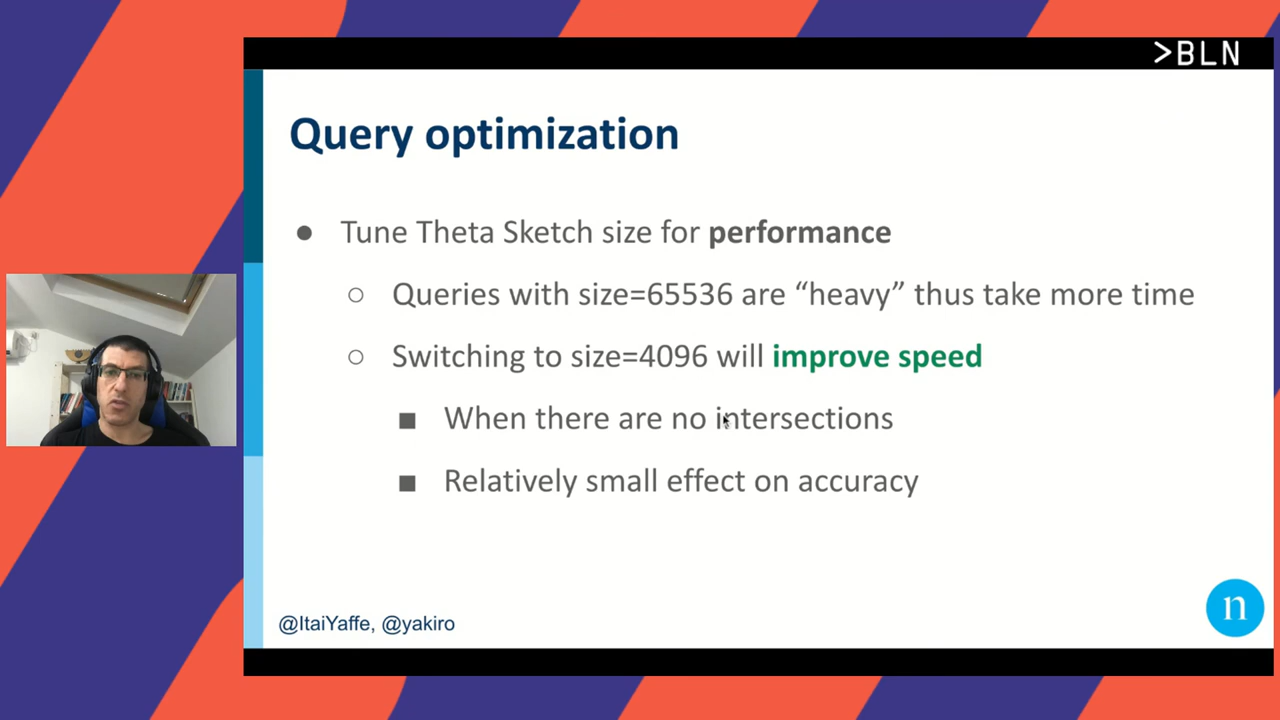 >BLN
Query optimization
● Tune Theta Sketch size for performance
○ Queries with size=65536 are “heavy” thus take more time
○ Switching to size=4096 will improve speed
■ When there are no intersections
■ Relatively small effect on accuracy
@ItaiYaffe, @yakiro
n